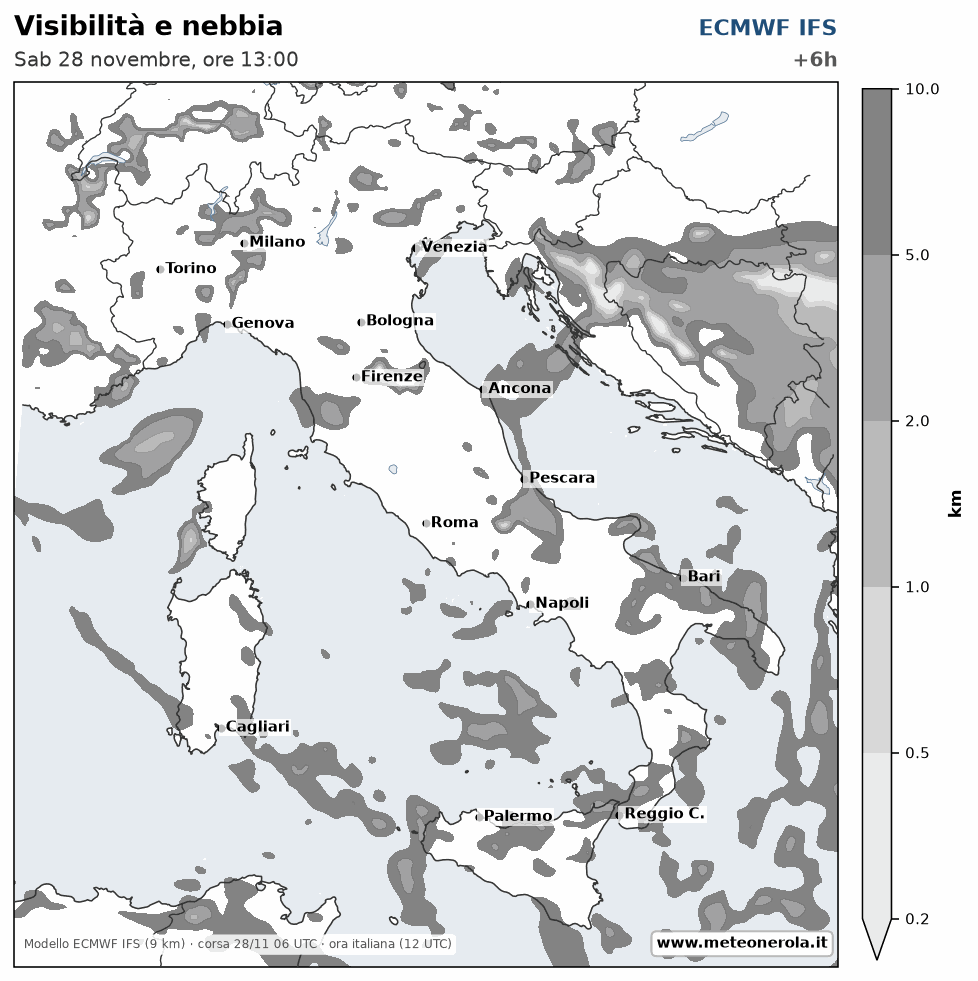 Visibilità e nebbia
ECMWF IFS
Sab 28 novembre, ore 13:00
+6h
10.0
5.0
2.0
1.0
0.5
0.2
km
Milano
Venezia
Torino
Genova
Bologna
Firenze
Ancona
Pescara
Roma
Bari
Napoli
Cagliari
Palermo
Reggio C.
Modello ECMWF IFS (9 km) · corsa 28/11 06 UTC · ora italiana (12 UTC)
www.meteonerola.it